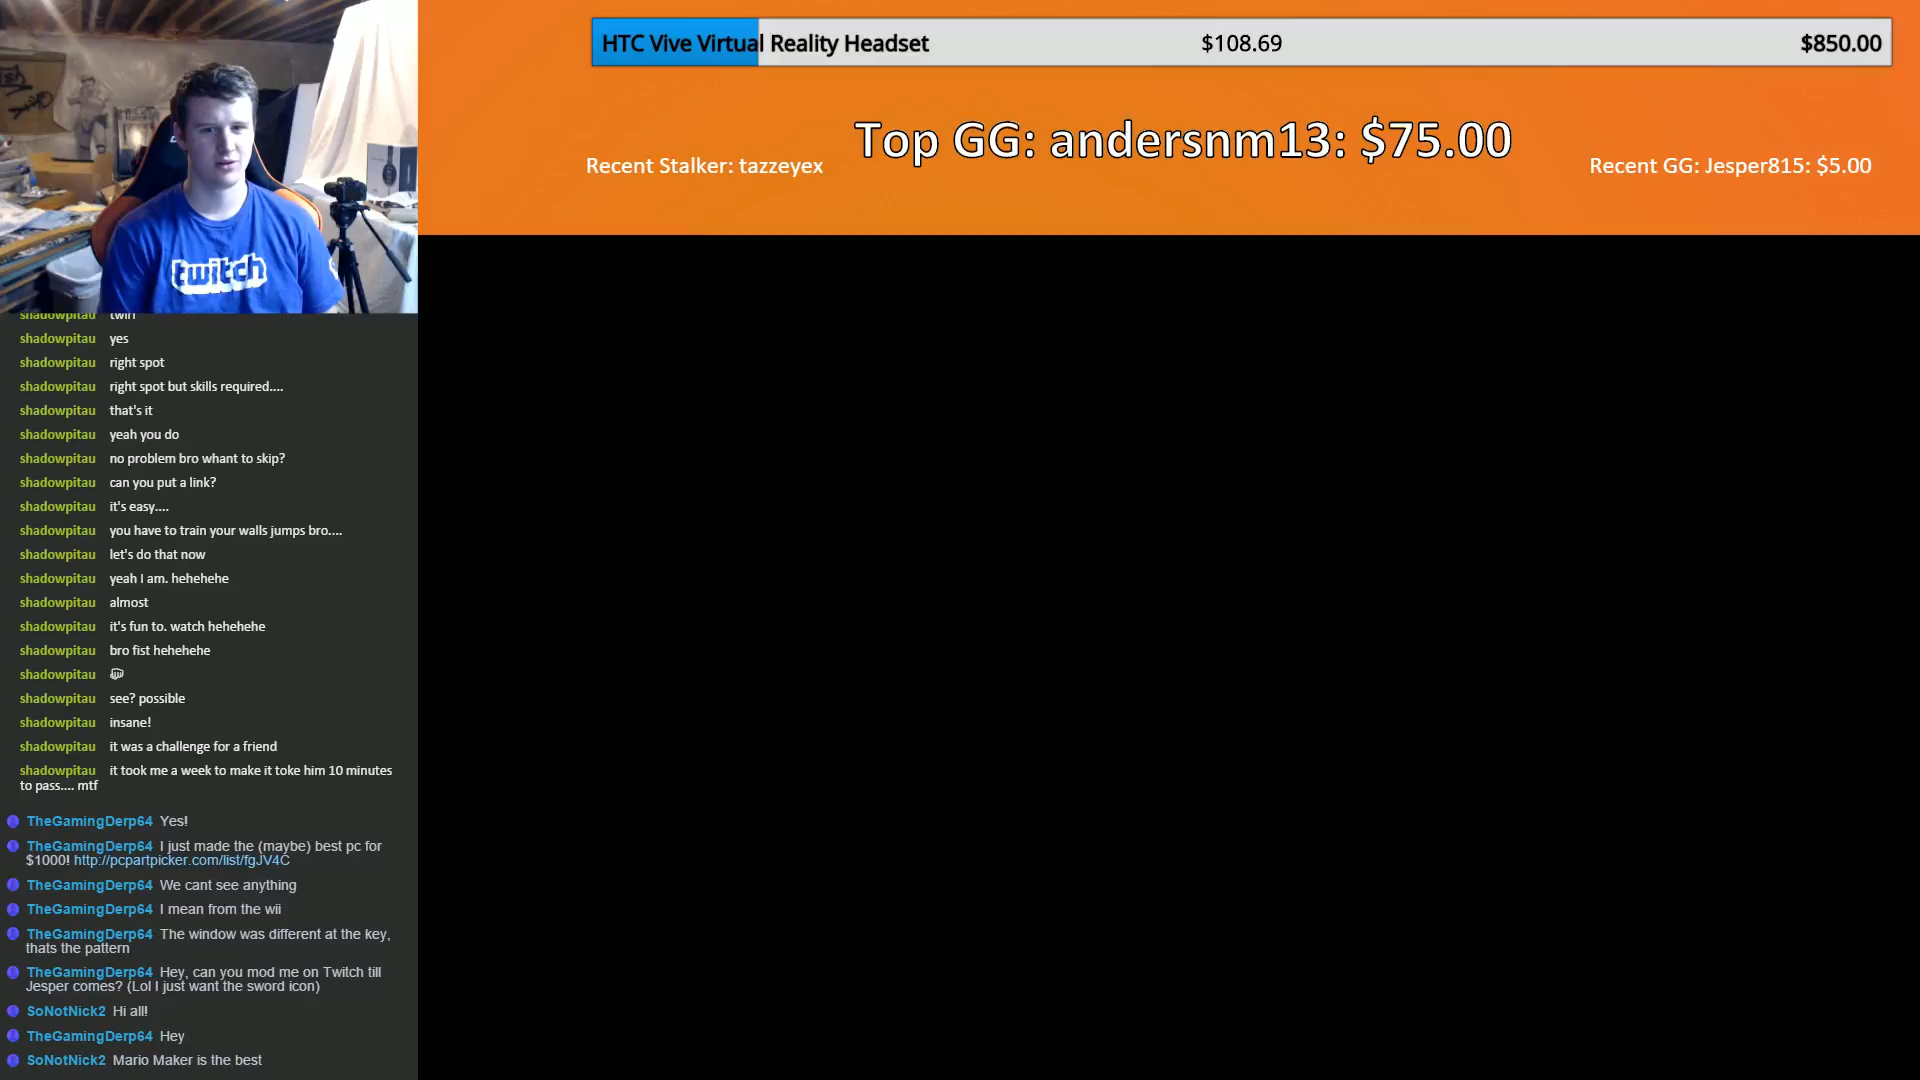 HTC Vive Virtual Reality Headset $108.69 $850.00
Top GG: andersnm13: $75.00
Recent Stalker: tazzeyex
Recent GG: Jesper815: $5.00
twitch
shadowpitau twirl
shadowpitau yes
shadowpitau right spot
shadowpitau right spot but skills required....
shadowpitau that's it
shadowpitau yeah you do
shadowpitau no problem bro whant to skip?
shadowpitau can you put a link?
shadowpitau it's easy....
shadowpitau you have to train your walls jumps bro....
shadowpitau let's do that now
shadowpitau yeah I am. hehehehe
shadowpitau almost
shadowpitau it's fun to. watch hehehehe
shadowpitau bro fist hehehehe
shadowpitau 👊
shadowpitau see? possible
shadowpitau insane!
shadowpitau it was a challenge for a friend
shadowpitau it took me a week to make it toke him 10 minutes
to pass.... mtf
TheGamingDerp64 Yes!
TheGamingDerp64 I just made the (maybe) best pc for
$1000! http://pcpartpicker.com/list/fgJV4C
TheGamingDerp64 We cant see anything
TheGamingDerp64 I mean from the wii
TheGamingDerp64 The window was different at the key,
thats the pattern
TheGamingDerp64 Hey, can you mod me on Twitch till
Jesper comes? (Lol I just want the sword icon)
SoNotNick2 Hi all!
TheGamingDerp64 Hey
SoNotNick2 Mario Maker is the best